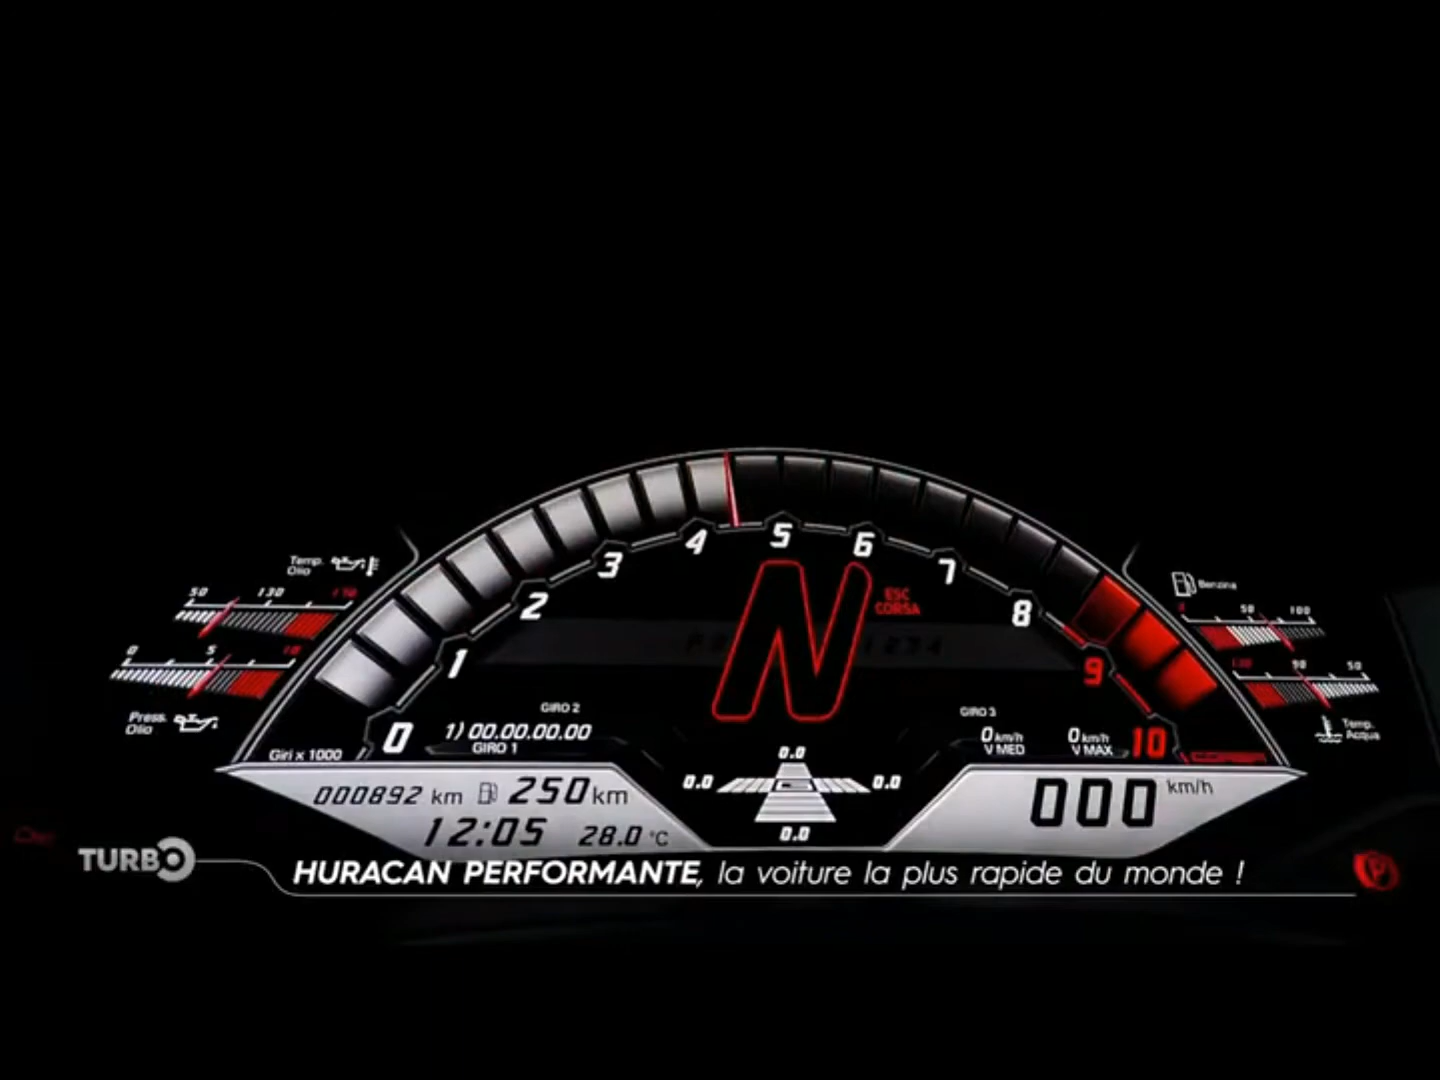 Temp.
Olio
50 130 170
0 5 10
Press.
Olio
Giri x 1000
0 1 2 3 4 5 6 7 8 9 10
N
ESC
CORSA
GIRO 2
1) 00.00.00.00
GIRO 1
GIRO 3
0 km/h
V MED
0 km/h
V MAX
Benzina
50 100
130 90 50
Temp.
Acqua
0.0
0.0
0.0
0.0
000892 km 250 km
12:05 28.0 °C
000 km/h
TURBO
HURACAN PERFORMANTE, la voiture la plus rapide du monde !
P